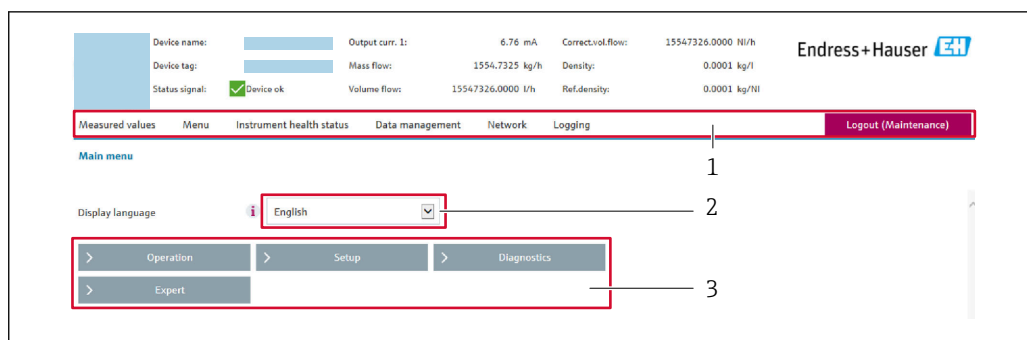 Device name: Output curr. 1: 6.76 mA Correct.vol.flow: 15547326.0000 Nl/h
Endress+Hauser EH
Device tag: Mass flow: 1554.7325 kg/h Density: 0.0001 kg/l
Status signal: Device ok Volume flow: 15547326.0000 l/h Ref.density: 0.0001 kg/Nl
Measured values Menu Instrument health status Data management Network Logging Logout (Maintenance)
1
Main menu
Display language i English 2
> Operation > Setup > Diagnostics
> Expert 3